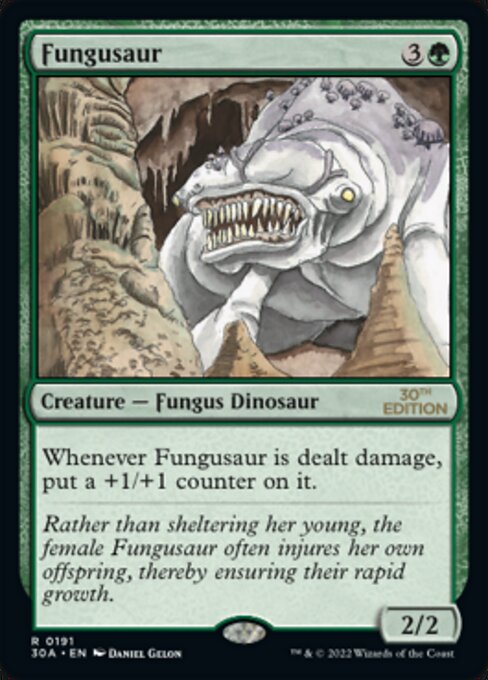 Fungusaur 3
Creature — Fungus Dinosaur
30TH
EDITION
Whenever Fungusaur is dealt damage,
put a +1/+1 counter on it.
Rather than sheltering her young, the
female Fungusaur often injures her own
offspring, thereby ensuring their rapid
growth.
2/2
R 0191
30A • EN Daniel Gelon
™ & © 2022 Wizards of the Coast